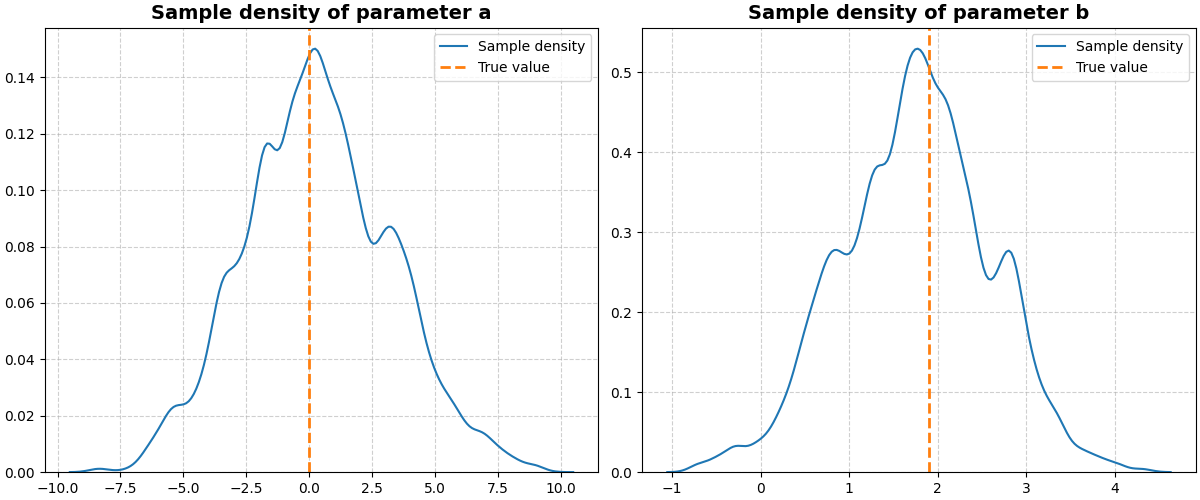 Sample density of parameter a
Sample density
True value
0.14
0.12
0.10
0.08
0.06
0.04
0.02
0.00
−10.0 −7.5 −5.0 −2.5 0.0 2.5 5.0 7.5 10.0
Sample density of parameter b
Sample density
True value
0.5
0.4
0.3
0.2
0.1
0.0
−1 0 1 2 3 4